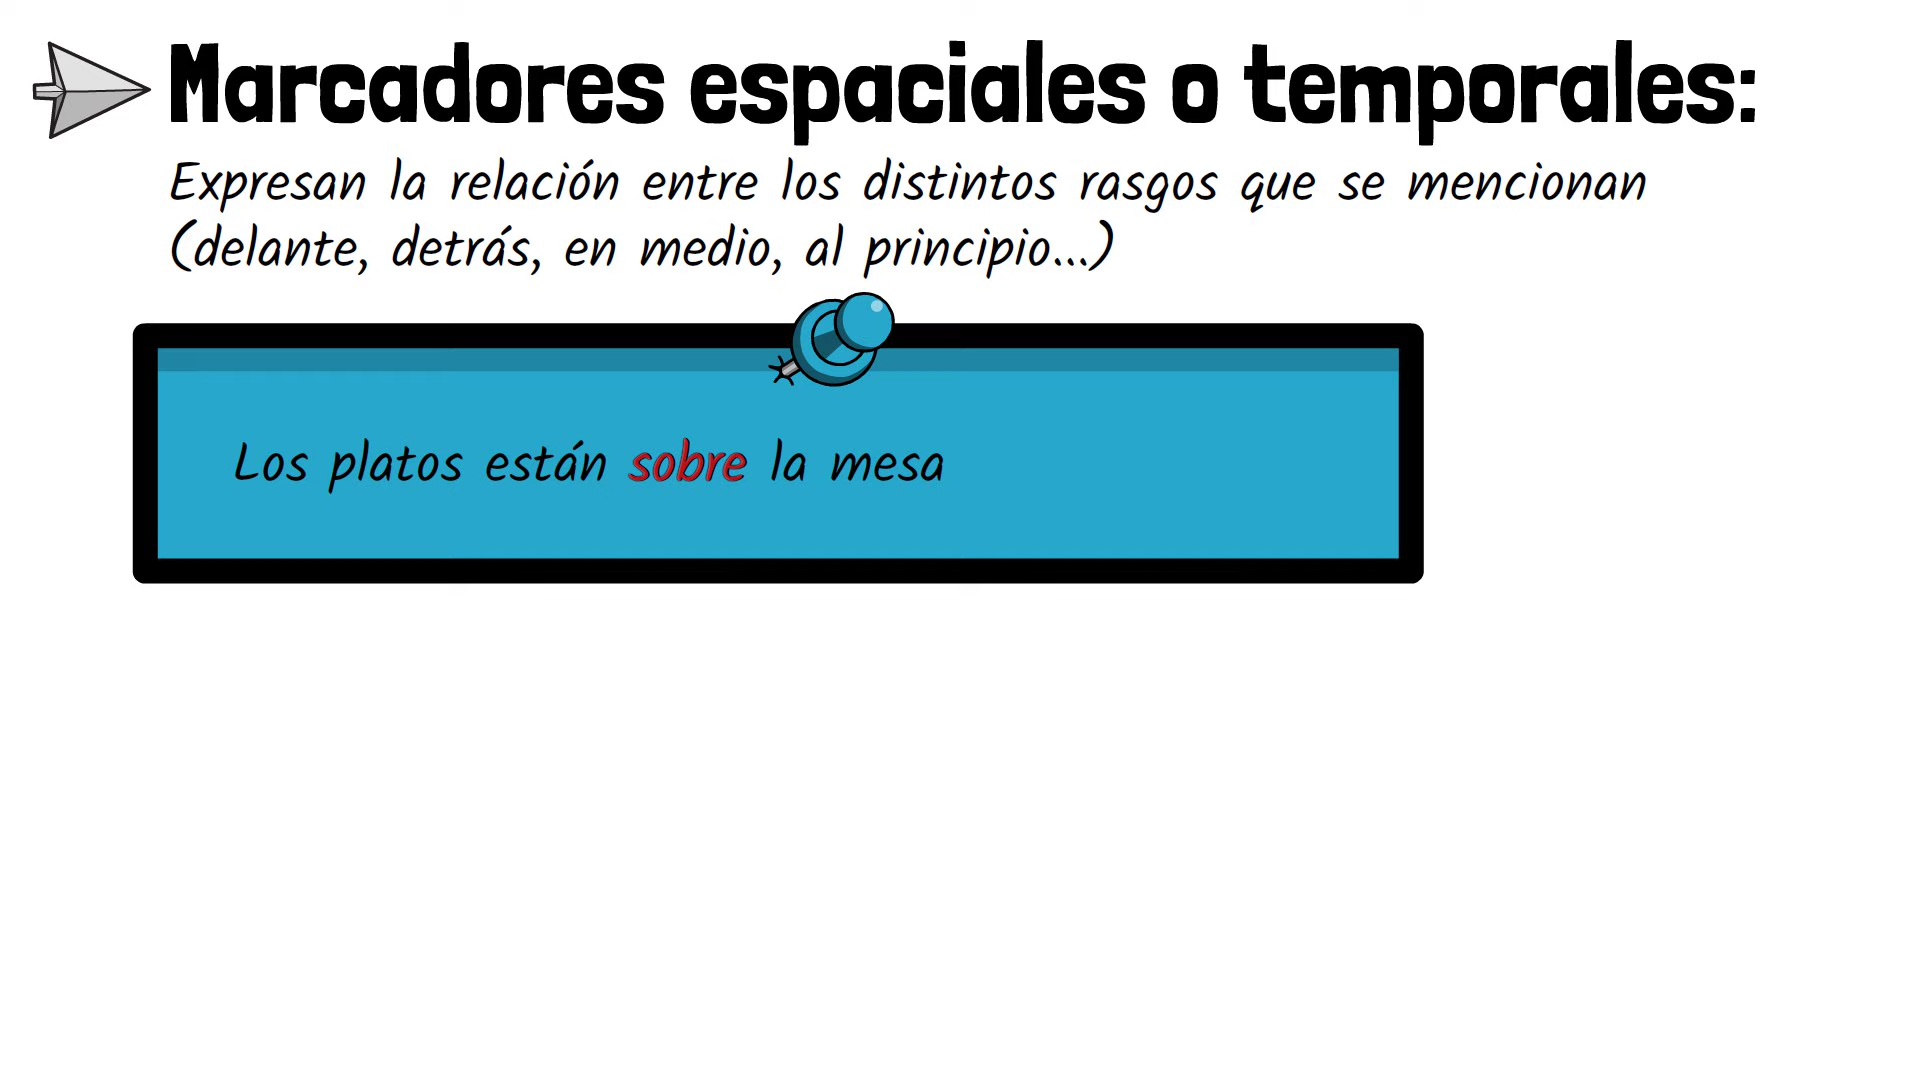 Marcadores espaciales o temporales:
Expresan la relación entre los distintos rasgos que se mencionan
(delante, detrás, en medio, al principio...)
Los platos están sobre la mesa